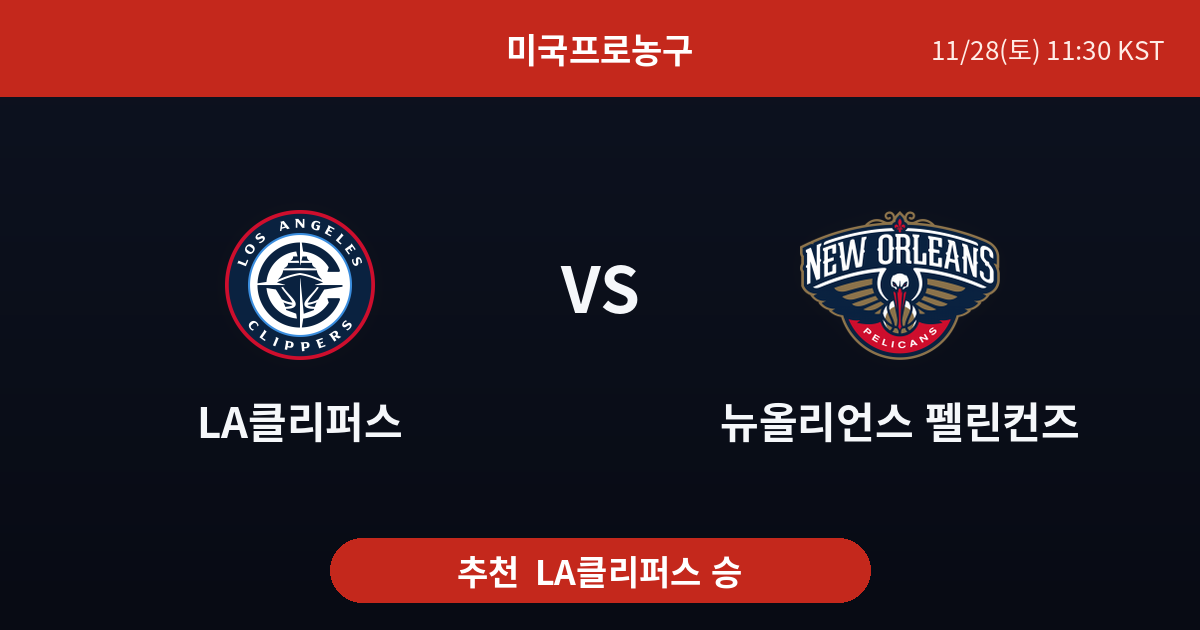 미국프로농구
11/28(토) 11:30 KST
LOS ANGELES
CLIPPERS
VS
NEW ORLEANS
PELICANS
LA클리퍼스
뉴올리언스 펠린컨즈
추천 LA클리퍼스 승